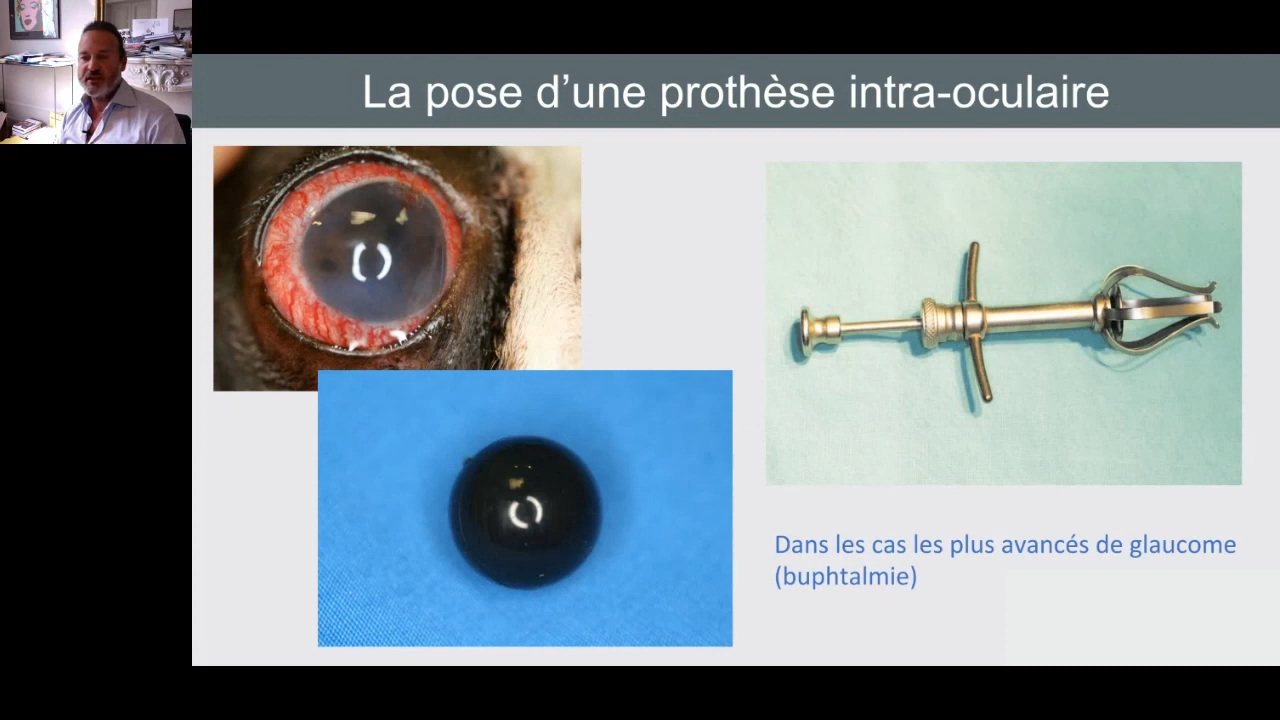 La pose d’une prothèse intra-oculaire
Dans les cas les plus avancés de glaucome
(buphtalmie)